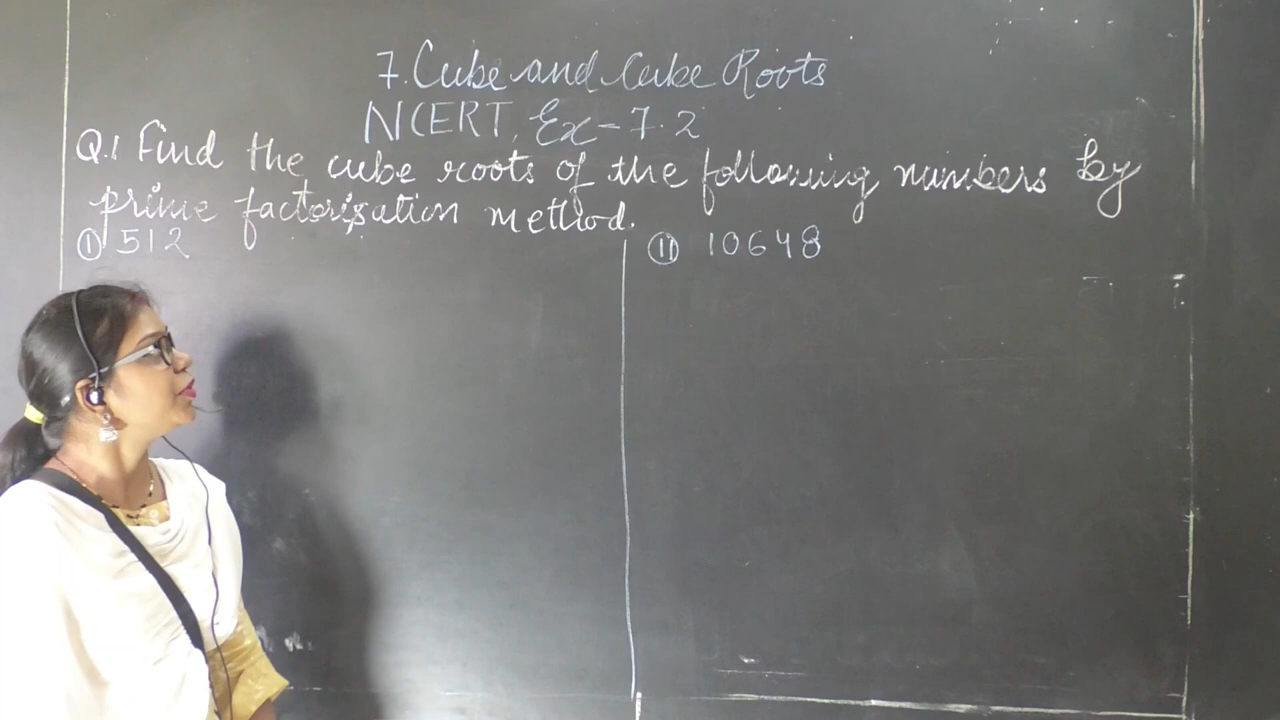 7. Cube and Cube Roots
NCERT, Ex-7.2
Q.1 Find the cube roots of the following numbers by
prime factorisation method.
(I) 512 (II) 10648